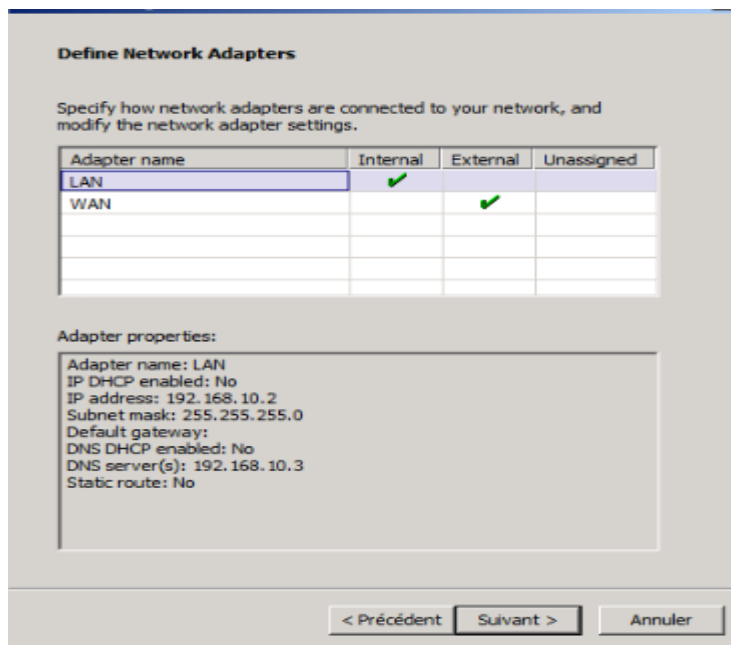 Define Network Adapters
Specify how network adapters are connected to your network, and
modify the network adapter settings.
Adapter name Internal External Unassigned
LAN
WAN
Adapter properties:
Adapter name: LAN
IP DHCP enabled: No
IP address: 192.168.10.2
Subnet mask: 255.255.255.0
Default gateway:
DNS DHCP enabled: No
DNS server(s): 192.168.10.3
Static route: No
< Précédent Suivant > Annuler